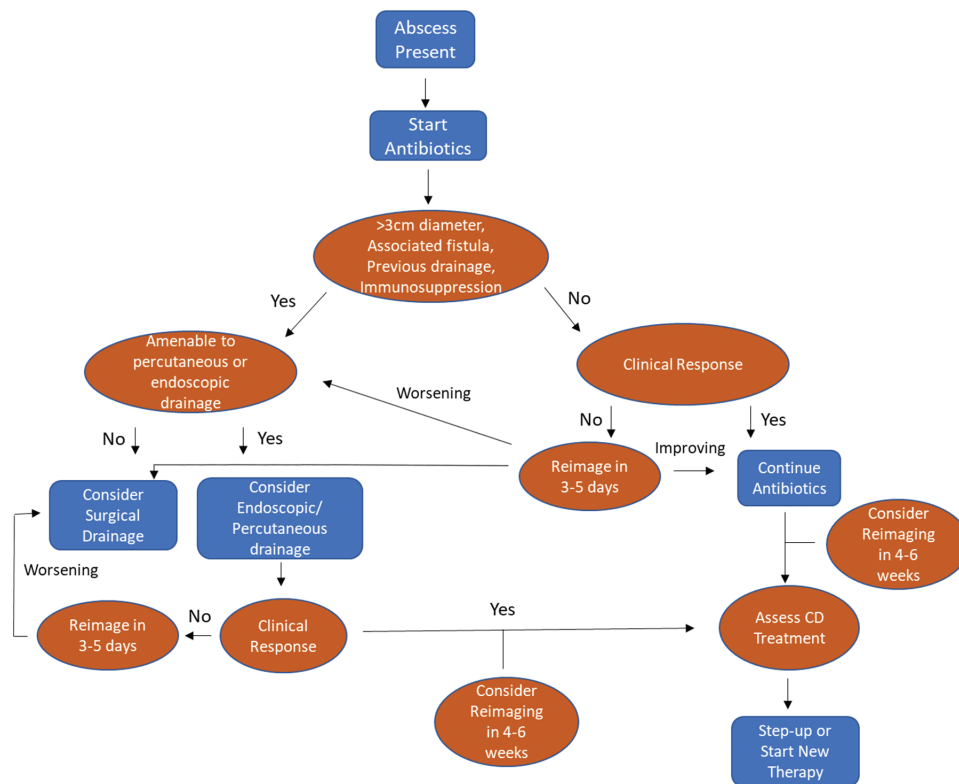 Abscess
Present
Start
Antibiotics
>3cm diameter,
Associated fistula,
Previous drainage,
Immunosuppression
Yes
No
Amenable to
percutaneous or
endoscopic
drainage
Clinical Response
Worsening
No
Yes
No
Yes
Improving
Reimage in
3-5 days
Continue
Antibiotics
Consider
Surgical
Drainage
Consider
Endoscopic/
Percutaneous
drainage
Consider
Reimaging
in 4-6
weeks
Worsening
Reimage in
3-5 days
No
Clinical
Response
Yes
Assess CD
Treatment
Consider
Reimaging
in 4-6
weeks
Step-up or
Start New
Therapy